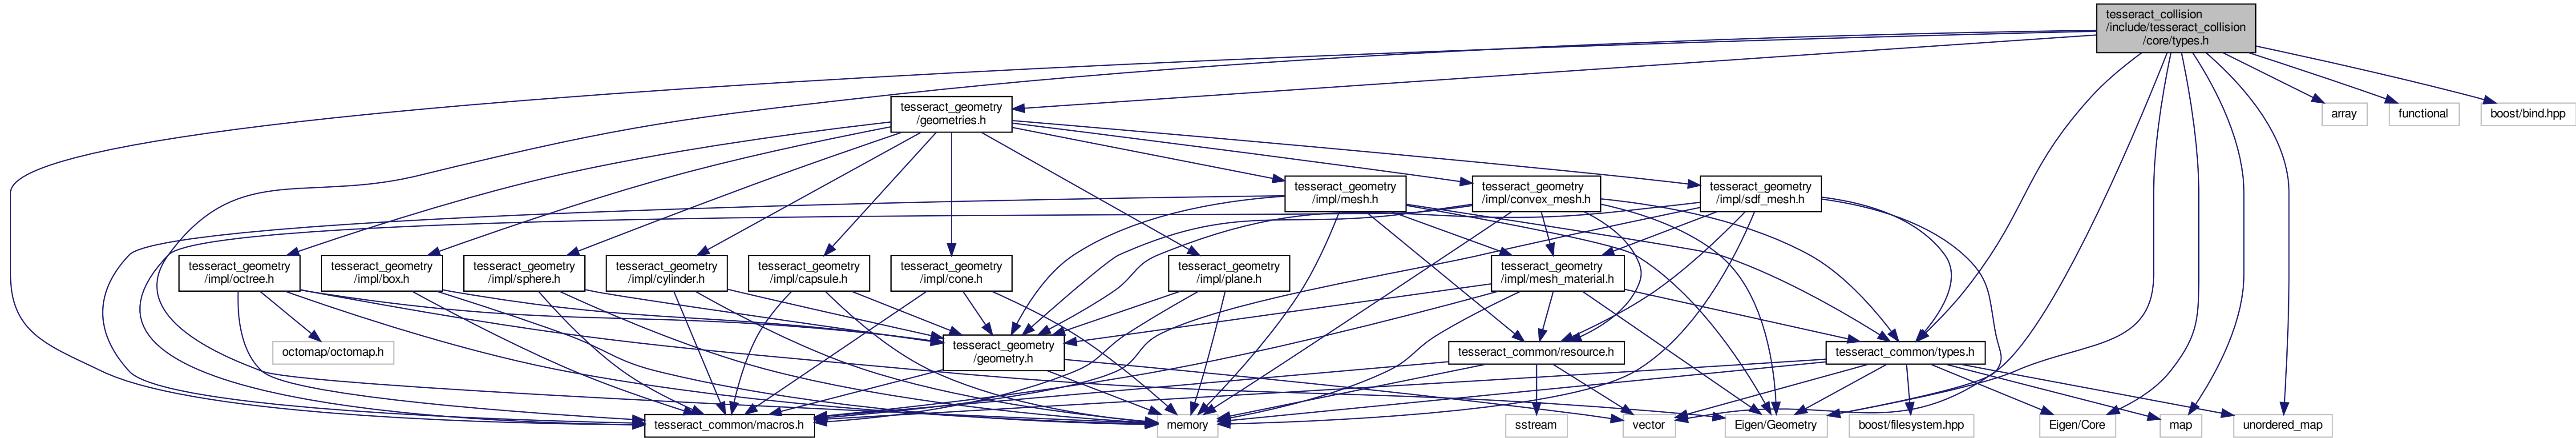 tesseract_collision
/include/tesseract_collision
/core/types.h
tesseract_geometry
/geometries.h
array
functional
boost/bind.hpp
tesseract_geometry
/impl/mesh.h
tesseract_geometry
/impl/convex_mesh.h
tesseract_geometry
/impl/sdf_mesh.h
tesseract_geometry
/impl/octree.h
tesseract_geometry
/impl/box.h
tesseract_geometry
/impl/sphere.h
tesseract_geometry
/impl/cylinder.h
tesseract_geometry
/impl/capsule.h
tesseract_geometry
/impl/cone.h
tesseract_geometry
/impl/plane.h
tesseract_geometry
/impl/mesh_material.h
octomap/octomap.h
tesseract_geometry
/geometry.h
tesseract_common/resource.h
tesseract_common/types.h
tesseract_common/macros.h
memory
sstream
vector
Eigen/Geometry
boost/filesystem.hpp
Eigen/Core
map
unordered_map